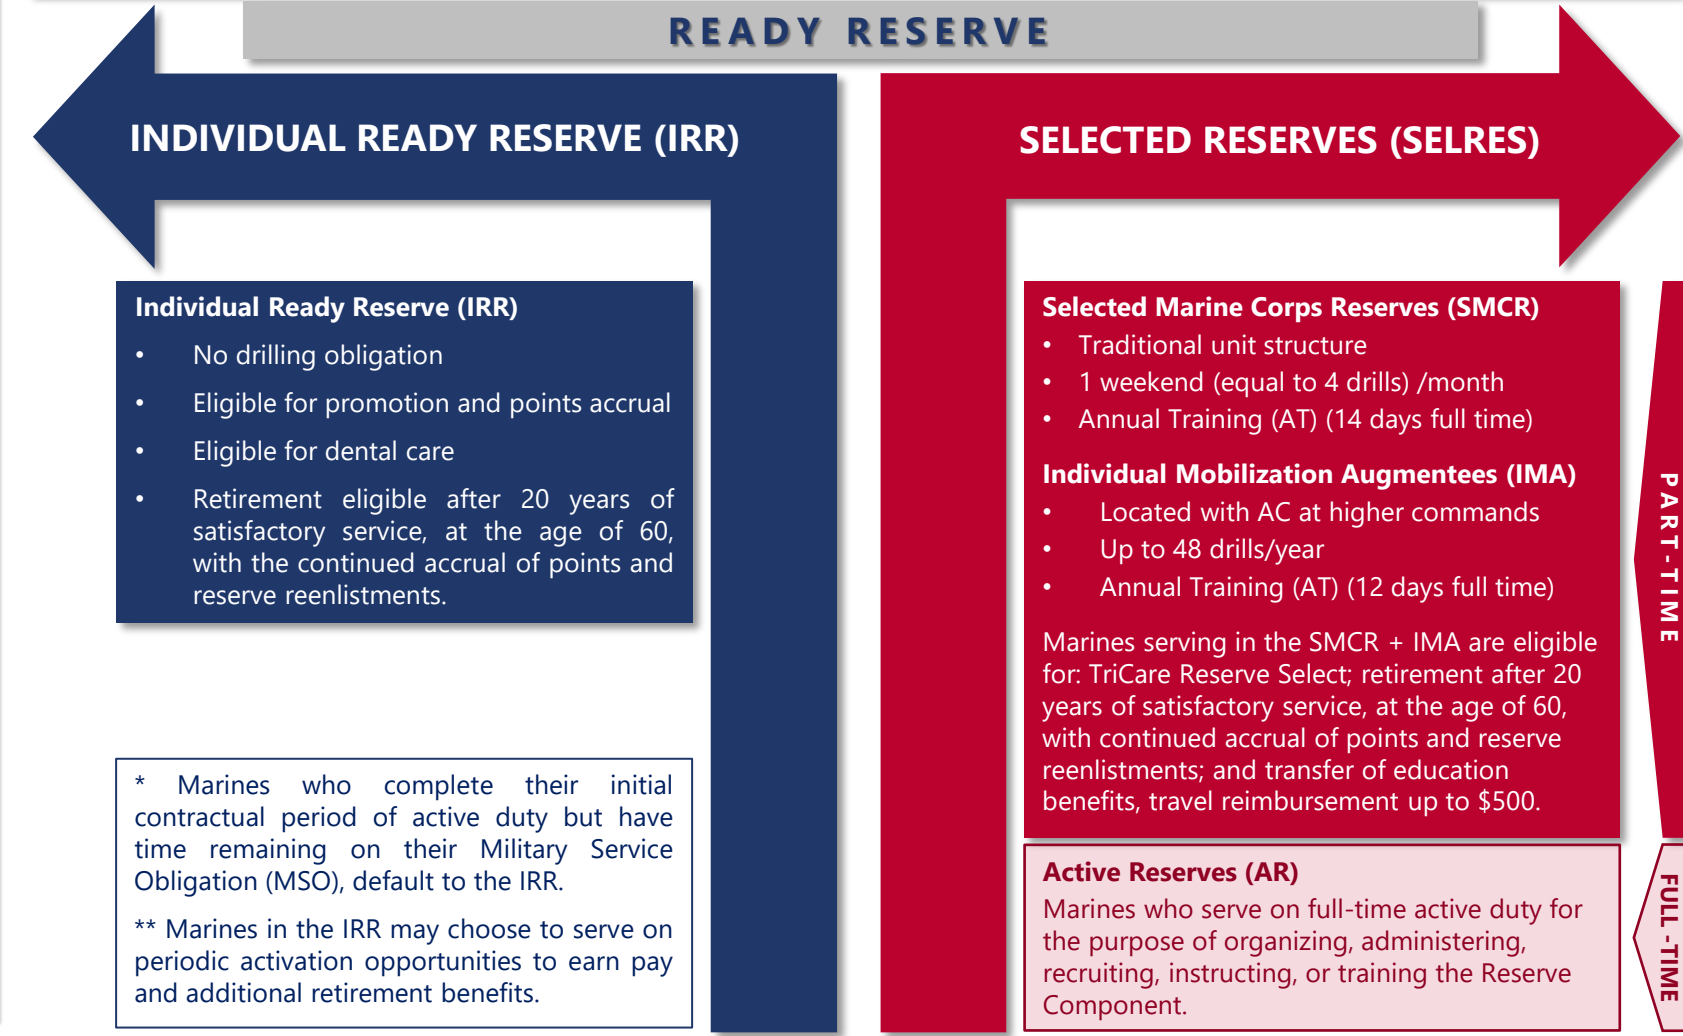 READY RESERVE
INDIVIDUAL READY RESERVE (IRR)
Individual Ready Reserve (IRR)
• No drilling obligation
• Eligible for promotion and points accrual
• Eligible for dental care
• Retirement eligible after 20 years of
satisfactory service, at the age of 60,
with the continued accrual of points and
reserve reenlistments.
* Marines who complete their initial
contractual period of active duty but have
time remaining on their Military Service
Obligation (MSO), default to the IRR.
** Marines in the IRR may choose to serve on
periodic activation opportunities to earn pay
and additional retirement benefits.
SELECTED RESERVES (SELRES)
Selected Marine Corps Reserves (SMCR)
• Traditional unit structure
• 1 weekend (equal to 4 drills) /month
• Annual Training (AT) (14 days full time)
Individual Mobilization Augmentees (IMA)
• Located with AC at higher commands
• Up to 48 drills/year
• Annual Training (AT) (12 days full time)
Marines serving in the SMCR + IMA are eligible
for: TriCare Reserve Select; retirement after 20
years of satisfactory service, at the age of 60,
with continued accrual of points and reserve
reenlistments; and transfer of education
benefits, travel reimbursement up to $500.
PART-TIME
Active Reserves (AR)
Marines who serve on full-time active duty for
the purpose of organizing, administering,
recruiting, instructing, or training the Reserve
Component.
FULL -TIME